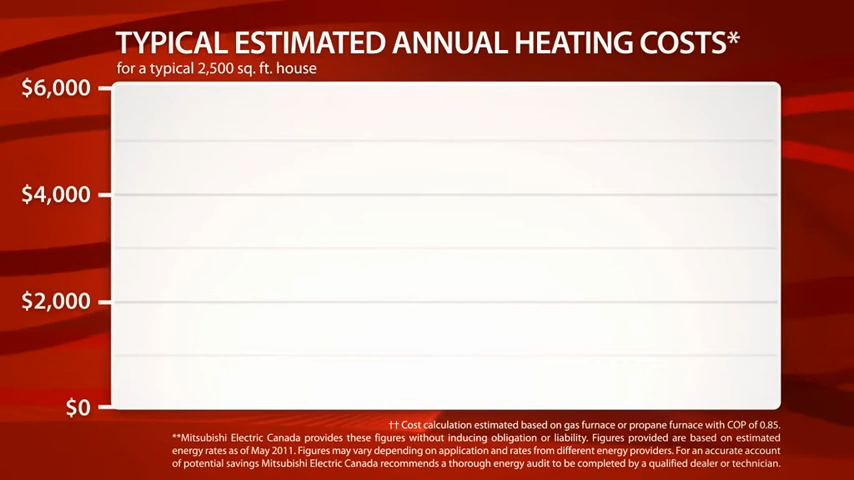 TYPICAL ESTIMATED ANNUAL HEATING COSTS*
for a typical 2,500 sq. ft. house
$6,000
$4,000
$2,000
$0
†† Cost calculation estimated based on gas furnace or propane furnace with COP of 0.85.
**Mitsubishi Electric Canada provides these figures without inducing obligation or liability. Figures provided are based on estimated
energy rates as of May 2011. Figures may vary depending on application and rates from different energy providers. For an accurate account
of potential savings Mitsubishi Electric Canada recommends a thorough energy audit to be completed by a qualified dealer or technician.